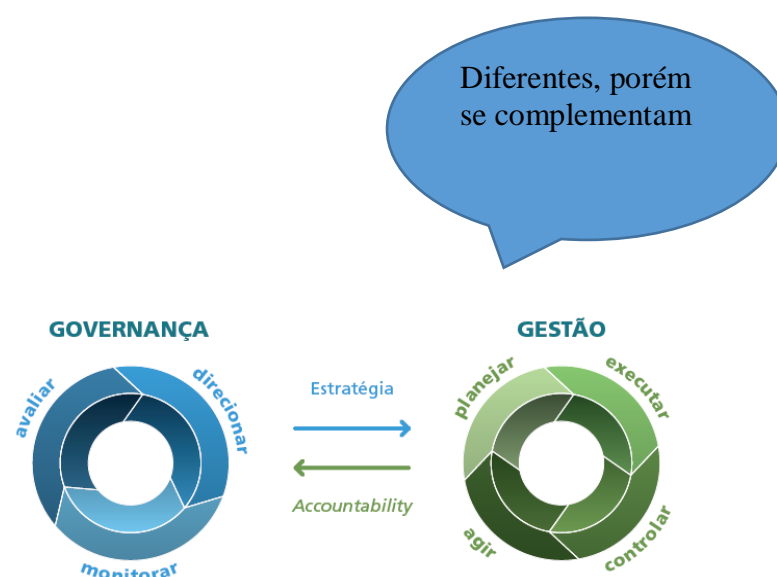 Diferentes, porém
se complementam
GOVERNANÇA
GESTÃO
avaliar
direcionar
monitorar
Estratégia
Accountability
planejar
executar
agir
controlar